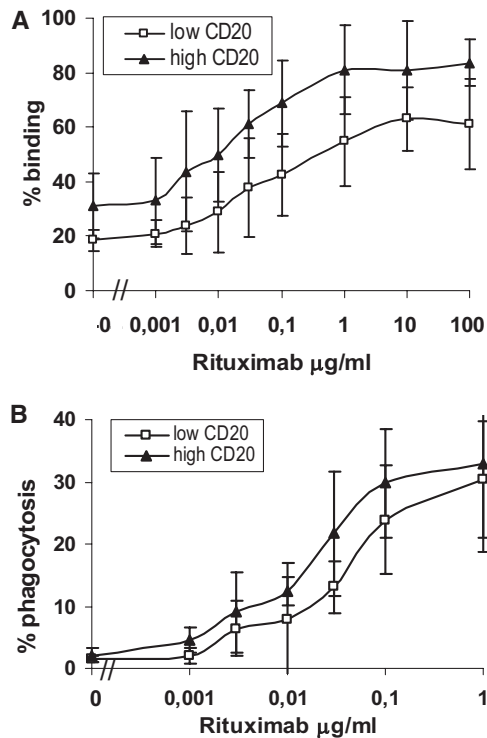 A
low CD20
high CD20
100
80
60
40
20
0
% binding
0 0,001 0,01 0,1 1 10 100
Rituximab µg/ml
B
low CD20
high CD20
40
30
20
10
0
% phagocytosis
0 0,001 0,01 0,1 1
Rituximab µg/ml